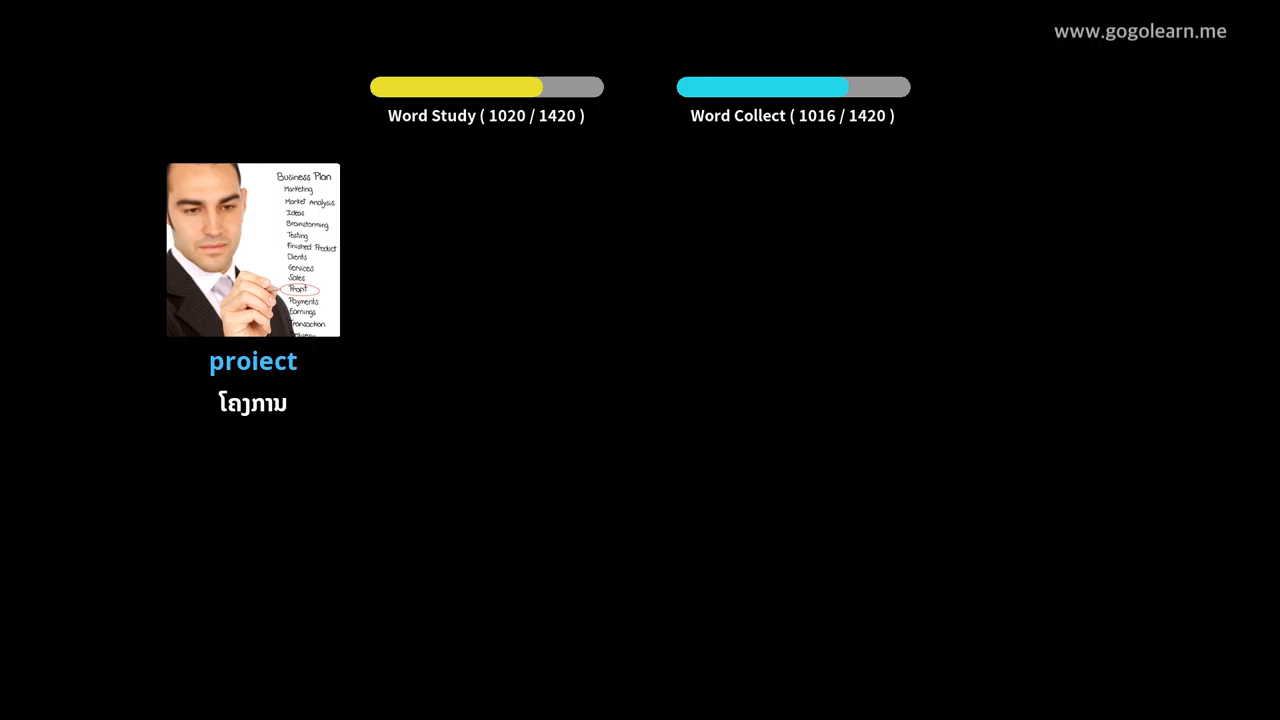 www.gogolearn.me
Word Study ( 1020 / 1420 )
Word Collect ( 1016 / 1420 )
Business Plan
Marketing
Market Analysis
Ideas
Brainstorming
Testing
Finished Product
Clients
Services
Sales
Profit
Payments
Earnings
Transaction
proiect
ໂຄງການ